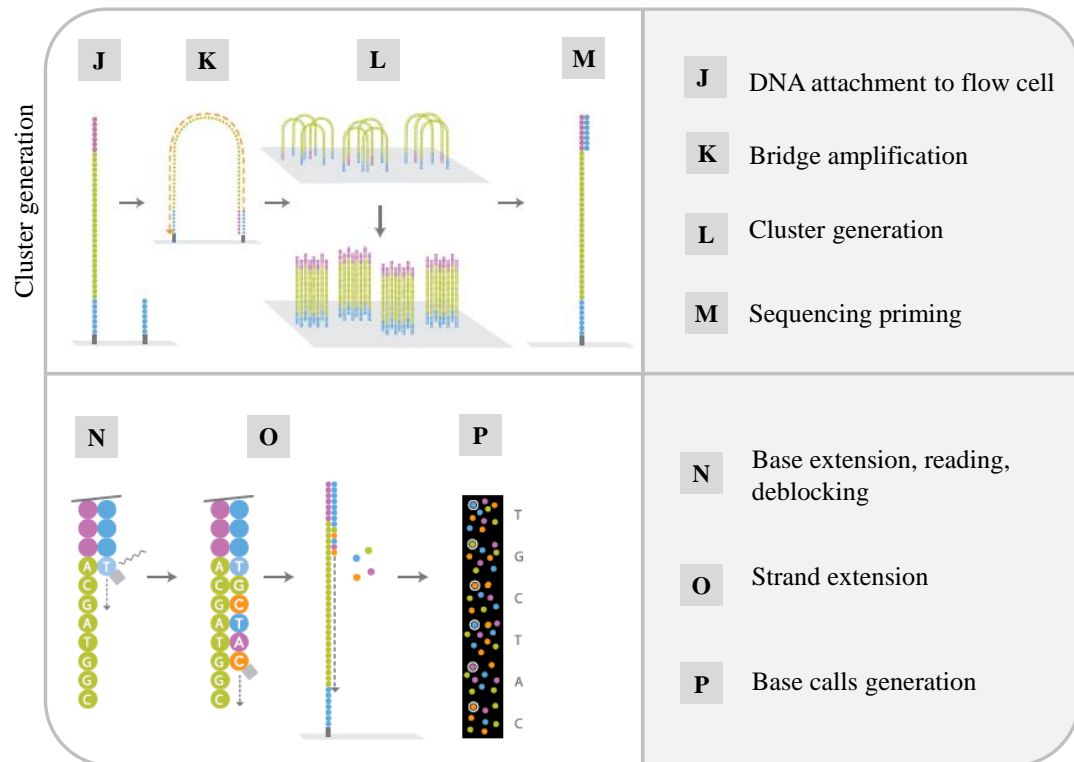 Cluster generation
J
K
L
M
J DNA attachment to flow cell
K Bridge amplification
L Cluster generation
M Sequencing priming
N
O
P
A T
C
G
A
T
G
G
C
A T
C G
G C
A T
T A
G C
G
C
T
G
C
T
A
C
N Base extension, reading,
deblocking
O Strand extension
P Base calls generation